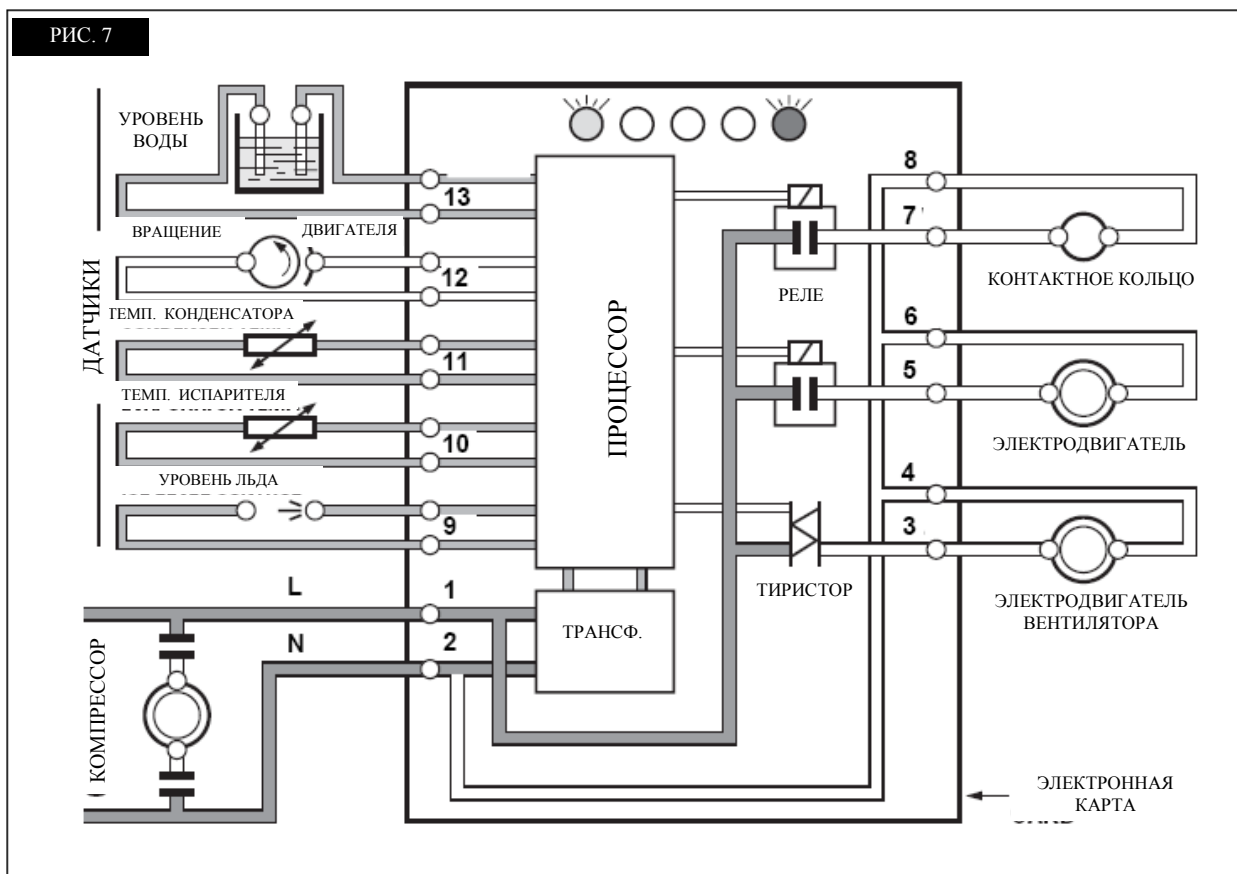 РИС. 7
УРОВЕНЬ
ВОДЫ
13
ВРАЩЕНИЕ
ДВИГАТЕЛЯ
12
ТЕМП. КОНДЕНСАТОРА
11
ТЕМП. ИСПАРИТЕЛЯ
10
УРОВЕНЬ ЛЬДА
9
ДАТЧИКИ
L
1
N
2
КОМПРЕССОР
ПРОЦЕССОР
ТРАНСФ.
РЕЛЕ
ТИРИСТОР
8
7
КОНТАКТНОЕ КОЛЬЦО
6
5
ЭЛЕКТРОДВИГАТЕЛЬ
4
3
ЭЛЕКТРОДВИГАТЕЛЬ
ВЕНТИЛЯТОРА
ЭЛЕКТРОННАЯ
КАРТА